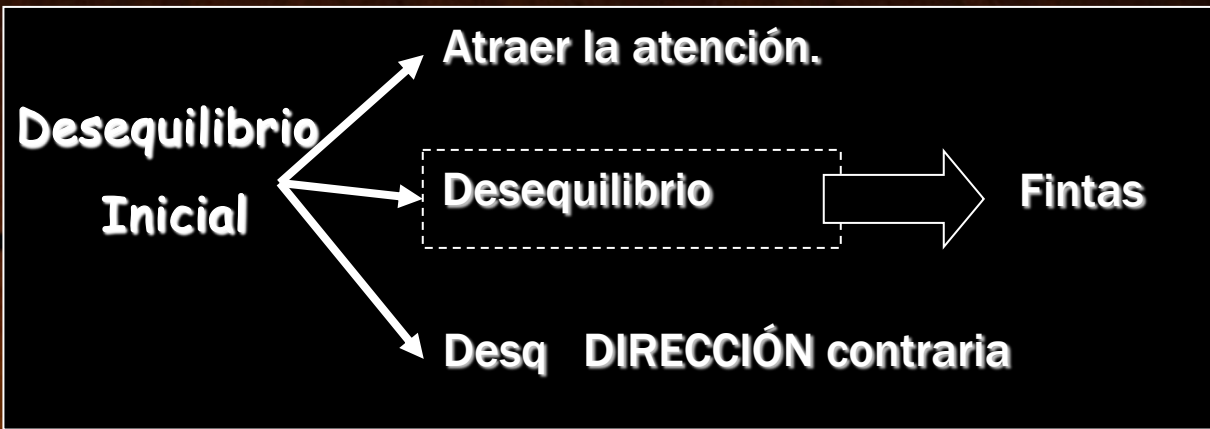 Atraer la atención.
Desequilibrio
Inicial
Desequilibrio
Fintas
Desq DIRECCIÓN contraria